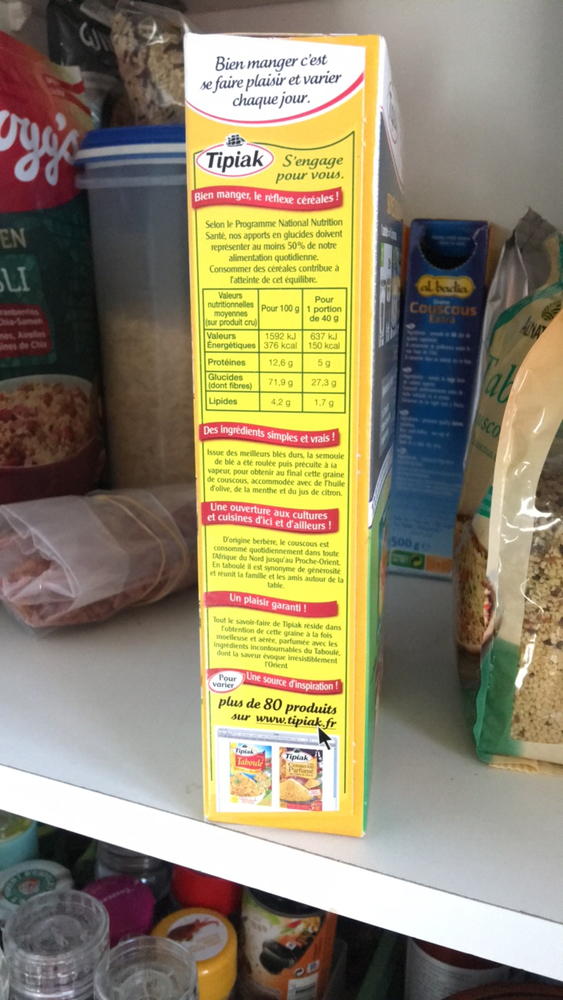 Bien manger c'est
se faire plaisir et varier
chaque jour.
Tipiak
S'engage
pour vous.
Bien manger, le réflexe céréales !
Selon le Programme National Nutrition
Santé, nos apports en glucides doivent
représenter au moins 50% de notre
alimentation quotidienne.
Consommer des céréales contribue à
l'atteinte de cet équilibre.
Valeurs
nutritionnelles
moyennes
(sur produit cru)
Pour 100 g
Pour
1 portion
de 40 g
Valeurs
Énergétiques
1592 kJ
376 kcal
637 kJ
150 kcal
Protéines 12,6 g 5 g
Glucides
(dont fibres)
71,9 g 27,3 g
Lipides 4,2 g 1,7 g
Des ingrédients simples et vrais !
Issue des meilleurs blés durs, la semoule
de blé a été roulée puis précuite à la
vapeur, pour obtenir au final cette graine
de couscous, accommodée avec de l'huile
d'olive, de la menthe et du jus de citron.
Une ouverture aux cultures
et cuisines d'ici et d'ailleurs !
D'origine berbère, le couscous est
consommé quotidiennement dans toute
l'Afrique du Nord jusqu'au Proche-Orient.
En taboulé il est synonyme de générosité
et réunit la famille et les amis autour de la
table.
Un plaisir garanti !
Tout le savoir-faire de Tipiak réside dans
l'obtention de cette graine à la fois
moelleuse et aérée, parfumée avec les
ingrédients incontournables du Taboulé,
dont la saveur évoque irrésistiblement
l'Orient
Pour
varier
Une source d'inspiration !
plus de 80 produits
sur www.tipiak.fr
Tipiak
Taboulé
Tipiak
Parfumé
al badia
Couscous
Extra
500 g e